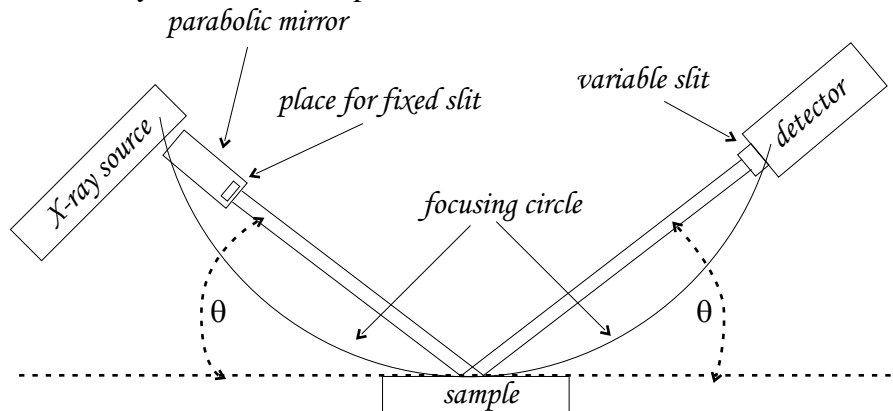 parabolic mirror
place for fixed slit
variable slit
X-ray source
detector
focusing circle
θ
θ
sample